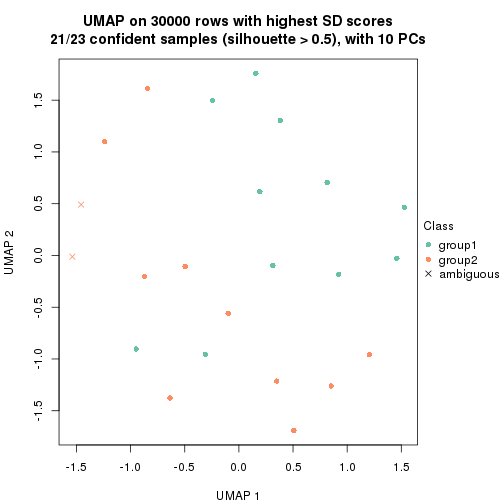 UMAP on 30000 rows with highest SD scores
21/23 confident samples (silhouette > 0.5), with 10 PCs
1.5
1.0
0.5
0.0
-0.5
-1.0
-1.5
UMAP 2
-1.5 -1.0 -0.5 0.0 0.5 1.0 1.5
UMAP 1
Class
group1
group2
ambiguous